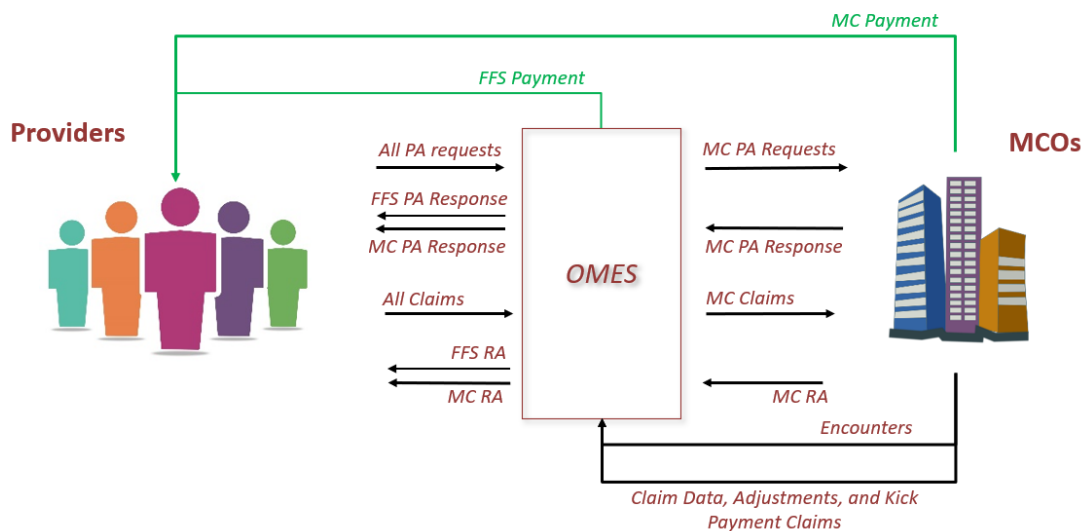 MC Payment
FFS Payment
Providers
MCOs
All PA requests
MC PA Requests
FFS PA Response
MC PA Response
MC PA Response
OMES
All Claims
MC Claims
FFS RA
MC RA
MC RA
Encounters
Claim Data, Adjustments, and Kick
Payment Claims